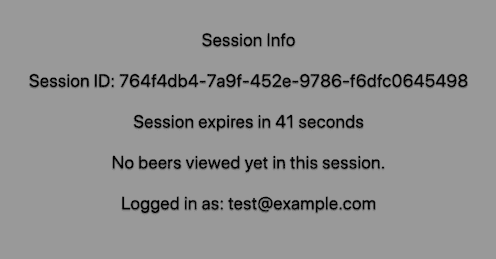 Session Info
Session ID: 764f4db4-7a9f-452e-9786-f6dfc0645498
Session expires in 41 seconds
No beers viewed yet in this session.
Logged in as: test@example.com